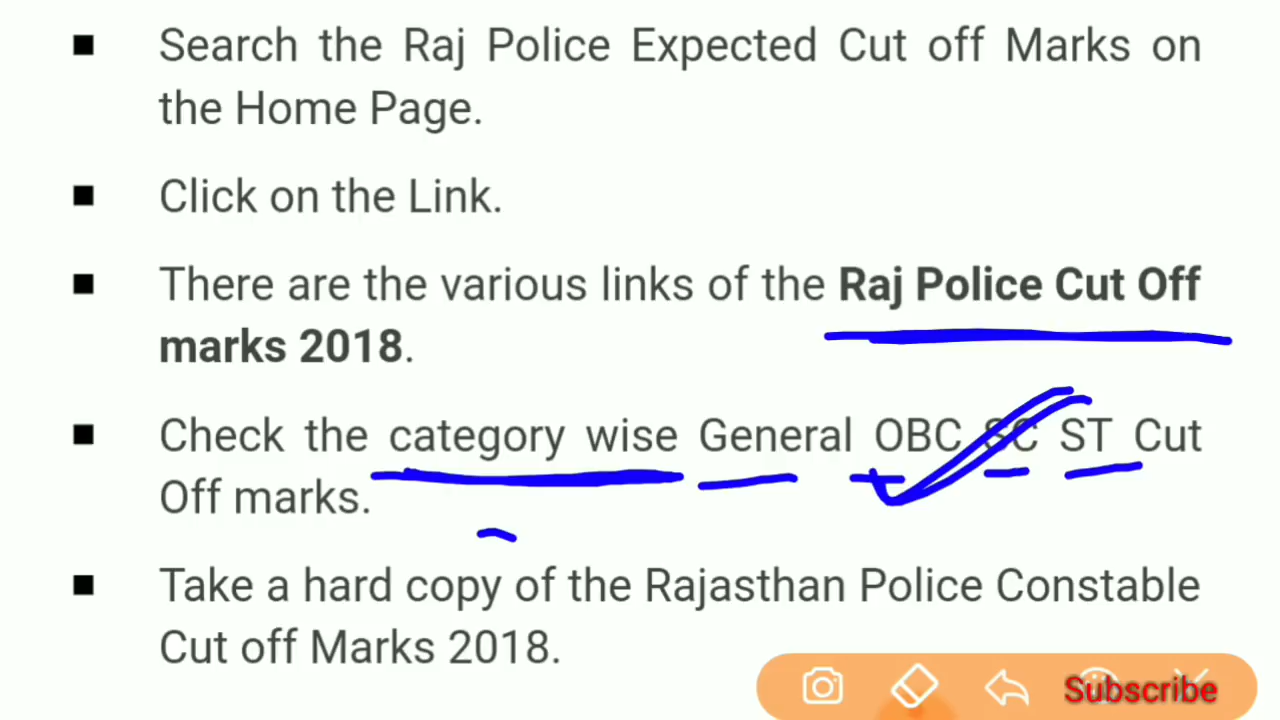 Search the Raj Police Expected Cut off Marks on
the Home Page.
Click on the Link.
There are the various links of the Raj Police Cut Off
marks 2018.
Check the category wise General OBC SC ST Cut
Off marks.
Take a hard copy of the Rajasthan Police Constable
Cut off Marks 2018.
Subscribe